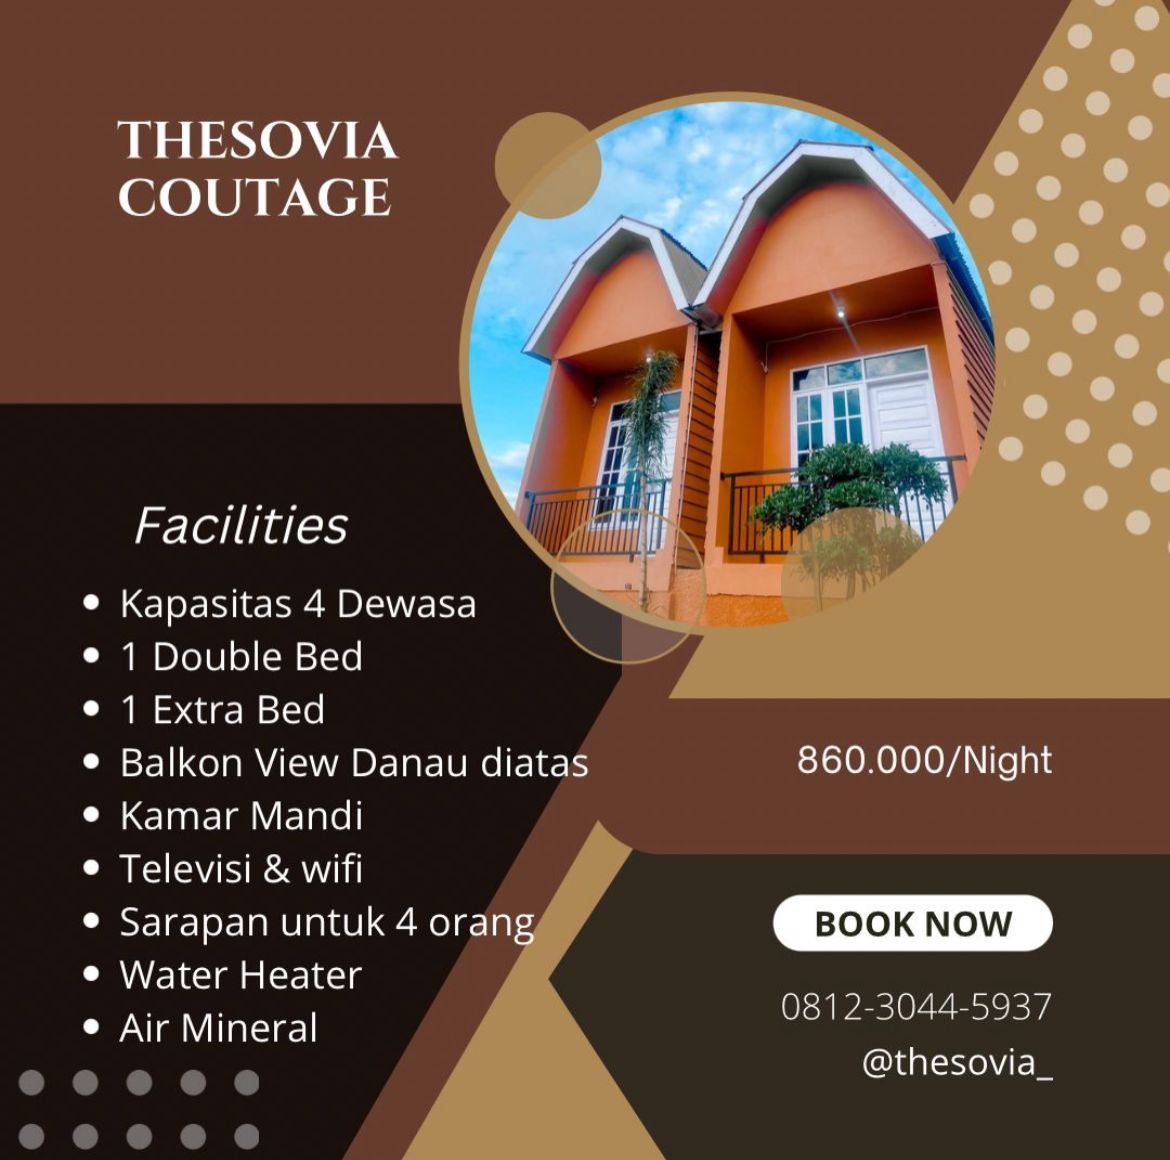 THESOVIA
COUTAGE
Facilities
Kapasitas 4 Dewasa
1 Double Bed
1 Extra Bed
Balkon View Danau diatas
Kamar Mandi
Televisi & wifi
Sarapan untuk 4 orang
Water Heater
Air Mineral
860.000/Night
BOOK NOW
0812-3044-5937
@thesovia_